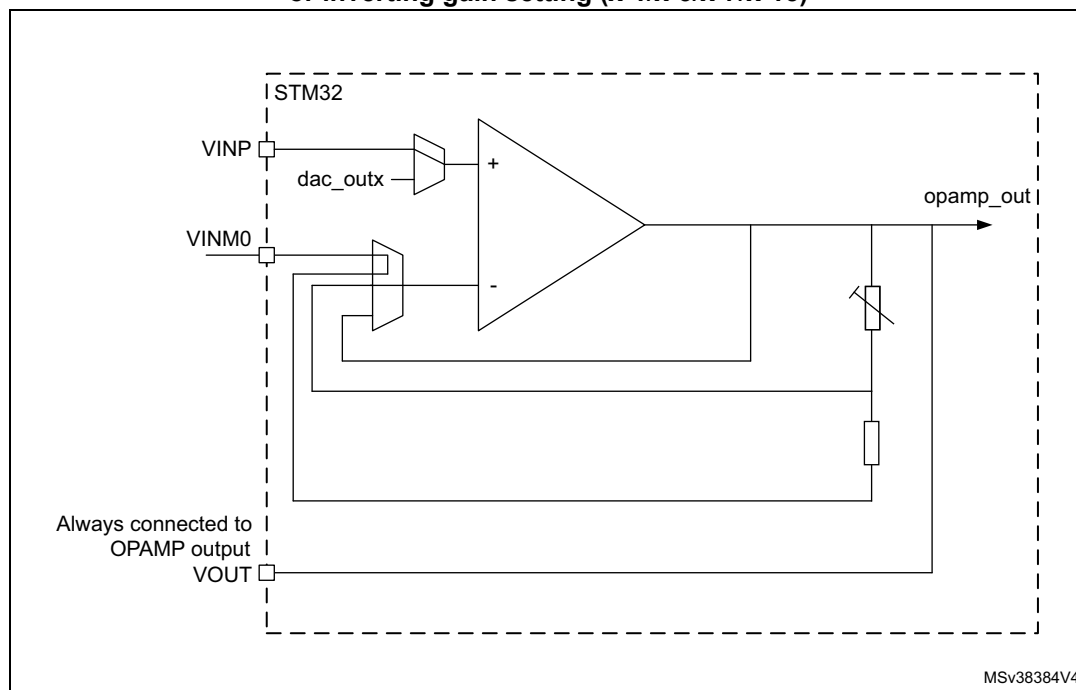 STM32
VINP
+
dac_outx
opamp_out
VINM0
-
Always connected to
OPAMP output
VOUT
MSv38384V4